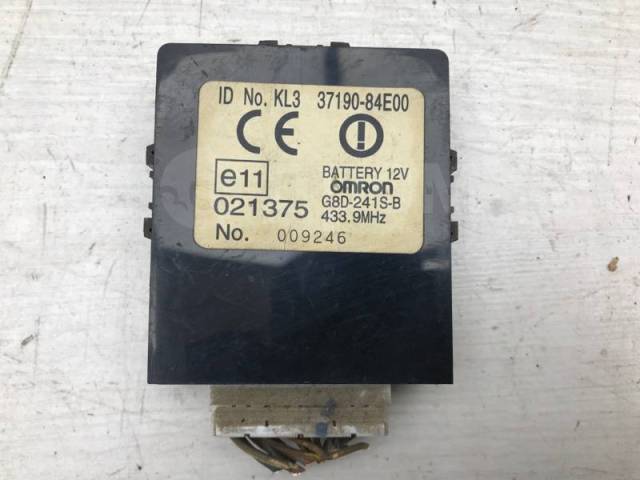 ID No. KL3 37190-84E00
CE
e11
BATTERY 12V
OMRON
021375
G8D-241S-B
433.9MHz
No. 009246